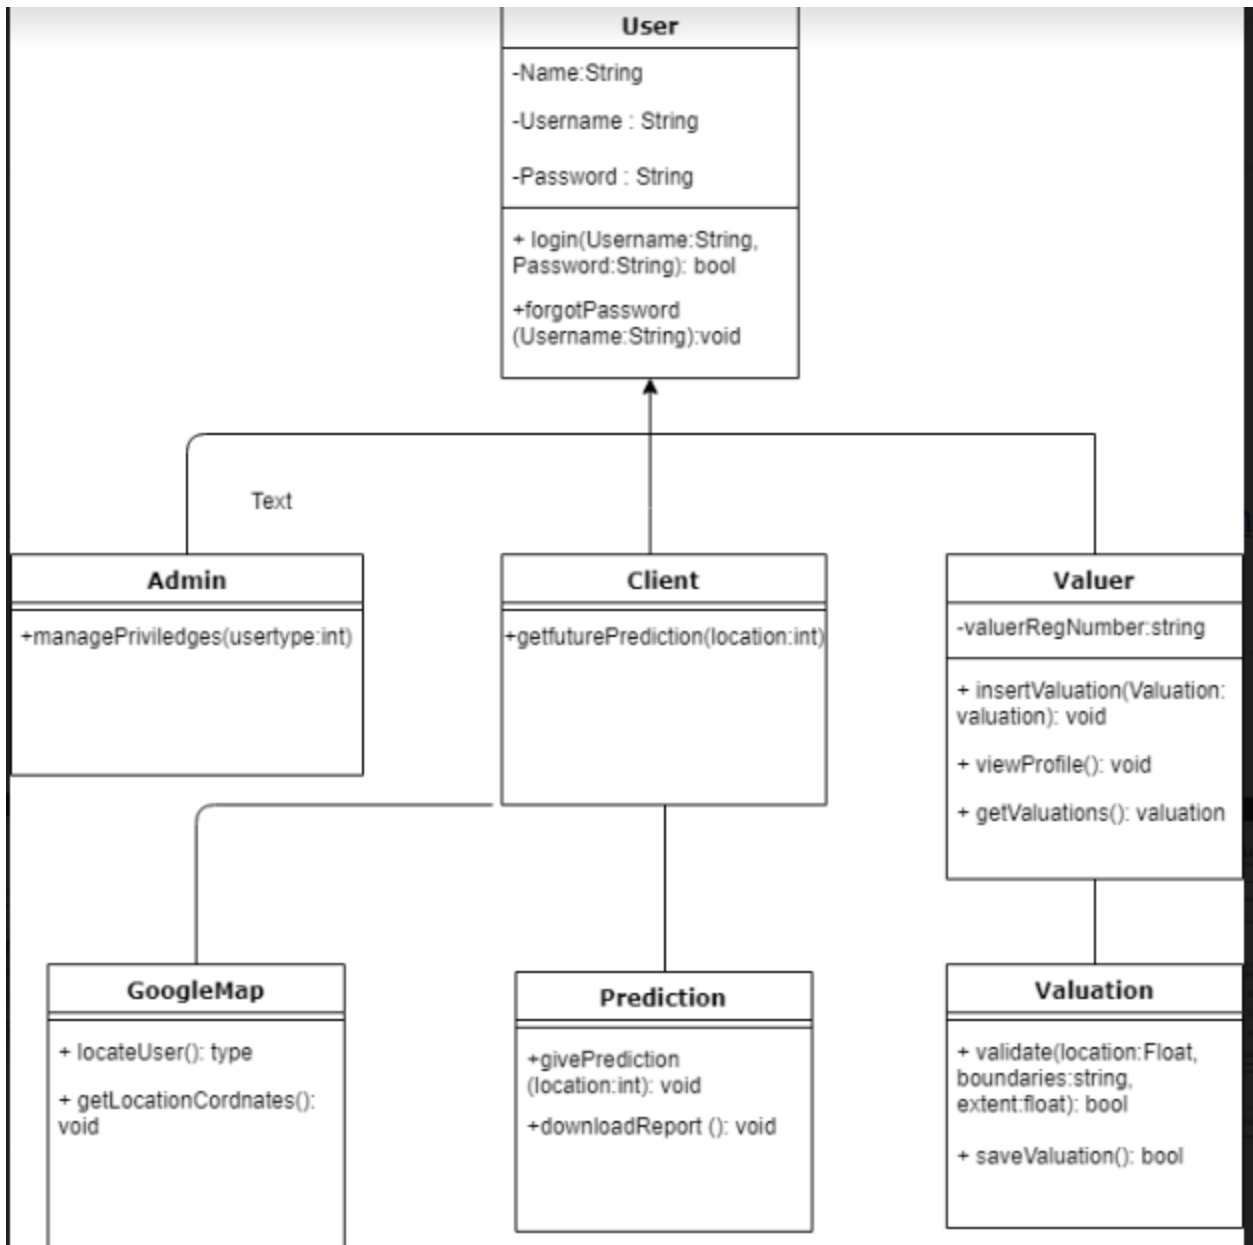 User
-Name:String
-Username : String
-Password : String
+ login(Username:String,
Password:String): bool
+forgotPassword
(Username:String):void
Text
Admin
+managePriviledges(usertype:int)
Client
+getfuturePrediction(location:int)
Valuer
-valuerRegNumber:string
+ insertValuation(Valuation:
valuation): void
+ viewProfile(): void
+ getValuations(): valuation
GoogleMap
+ locateUser(): type
+ getLocationCordnates():
void
Prediction
+givePrediction
(location:int): void
+downloadReport (): void
Valuation
+ validate(location:Float,
boundaries:string,
extent:float): bool
+ saveValuation(): bool